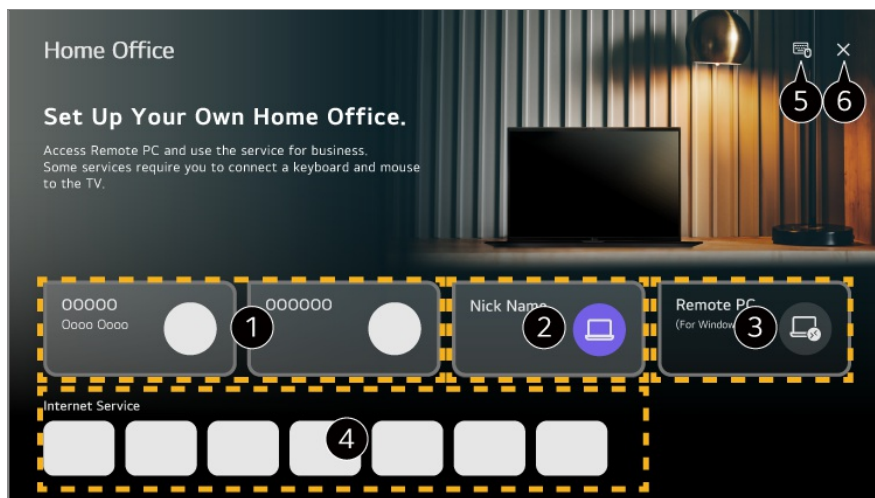 Home Office
Set Up Your Own Home Office.
Access Remote PC and use the service for business.
Some services require you to connect a keyboard and mouse
to the TV.
5
6
OOOOO
Oooo Oooo
1
OOOOOO
Nick Name
2
Remote PC
(For Window
3
Internet Service
4